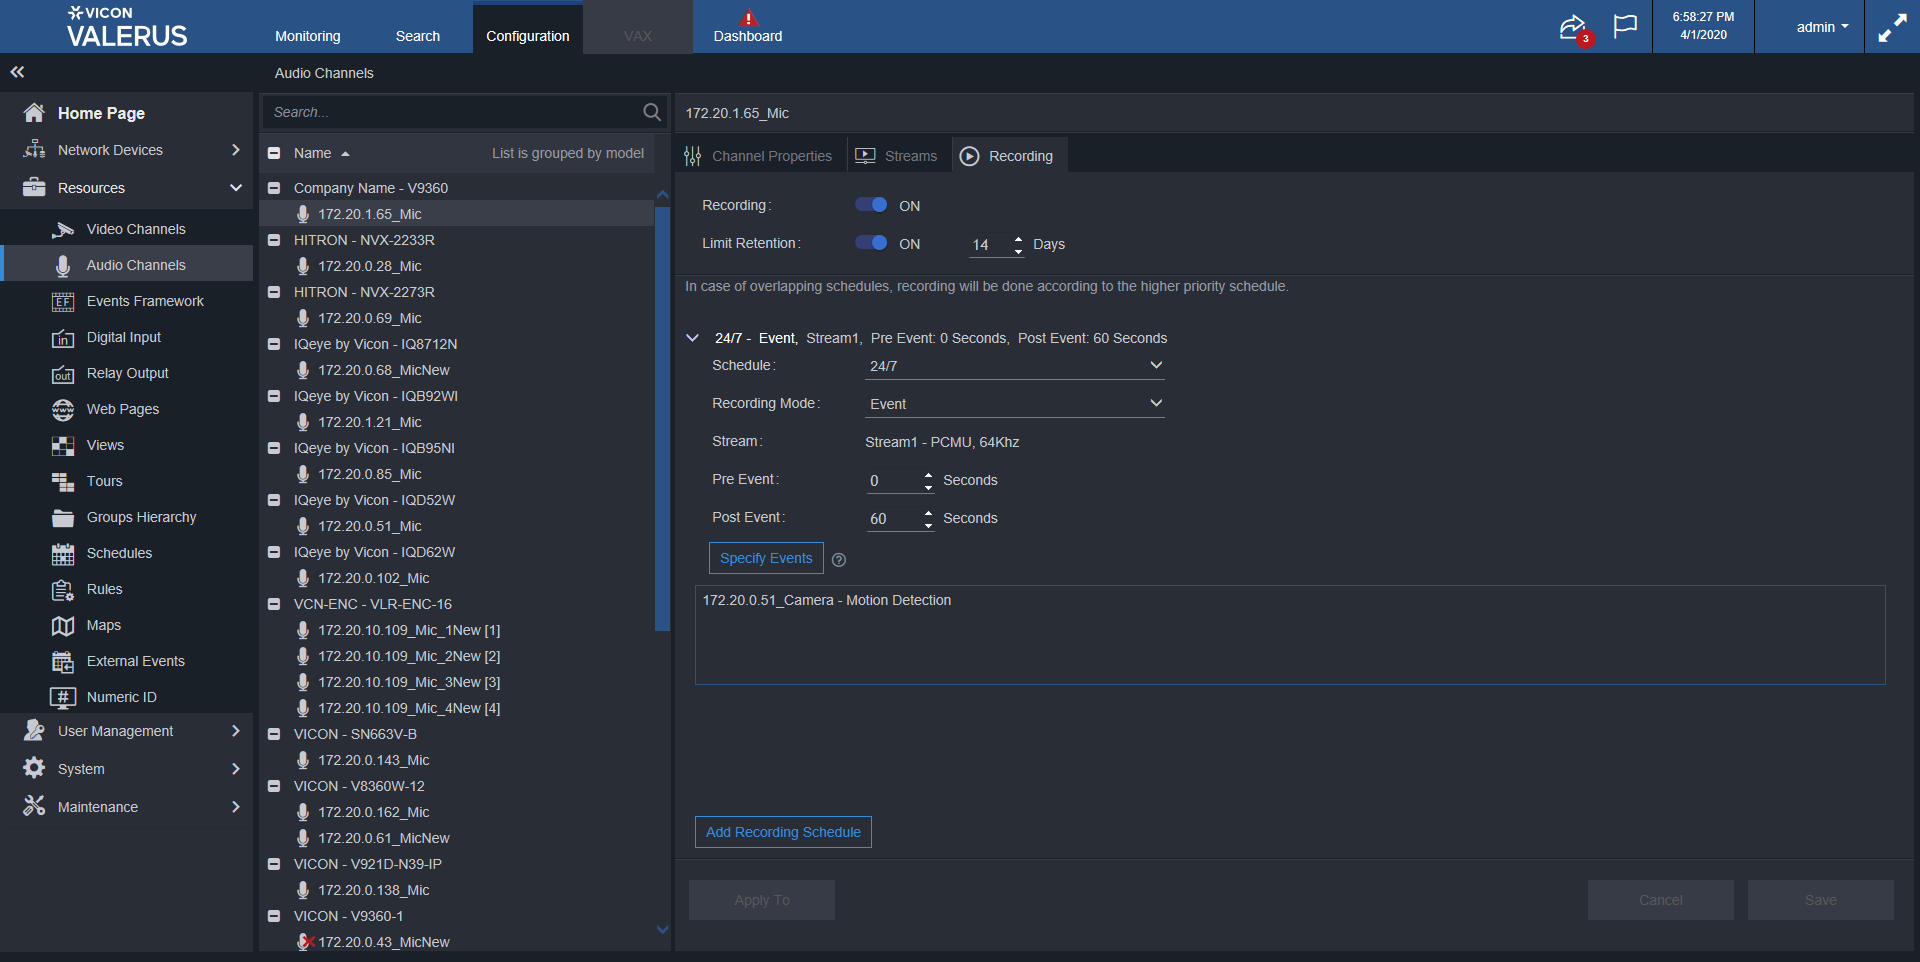 VICON
VALERUS
Monitoring
Search
Configuration
VAX
Dashboard
3
6:58:27 PM
4/1/2020
admin
Audio Channels
Home Page
Network Devices
Resources
Video Channels
Audio Channels
EF
Events Framework
in
Digital Input
out
Relay Output
www
Web Pages
Views
Tours
Groups Hierarchy
Schedules
Rules
Maps
External Events
#
Numeric ID
User Management
System
Maintenance
Search...
Name
List is grouped by model
Company Name - V9360
172.20.1.65_Mic
HITRON - NVX-2233R
172.20.0.28_Mic
HITRON - NVX-2273R
172.20.0.69_Mic
IQeye by Vicon - IQ8712N
172.20.0.68_MicNew
IQeye by Vicon - IQB92WI
172.20.1.21_Mic
IQeye by Vicon - IQB95NI
172.20.0.85_Mic
IQeye by Vicon - IQD52W
172.20.0.51_Mic
IQeye by Vicon - IQD62W
172.20.0.102_Mic
VCN-ENC - VLR-ENC-16
172.20.10.109_Mic_1New [1]
172.20.10.109_Mic_2New [2]
172.20.10.109_Mic_3New [3]
172.20.10.109_Mic_4New [4]
VICON - SN663V-B
172.20.0.143_Mic
VICON - V8360W-12
172.20.0.162_Mic
172.20.0.61_MicNew
VICON - V921D-N39-IP
172.20.0.138_Mic
VICON - V9360-1
172.20.0.43_MicNew
172.20.1.65_Mic
Channel Properties
Streams
Recording
Recording: ON
Limit Retention: ON 14 Days
In case of overlapping schedules, recording will be done according to the higher priority schedule.
24/7 - Event, Stream1, Pre Event: 0 Seconds, Post Event: 60 Seconds
Schedule: 24/7
Recording Mode: Event
Stream: Stream1 - PCMU, 64Khz
Pre Event: 0 Seconds
Post Event: 60 Seconds
Specify Events ?
172.20.0.51_Camera - Motion Detection
Add Recording Schedule
Apply To
Cancel
Save